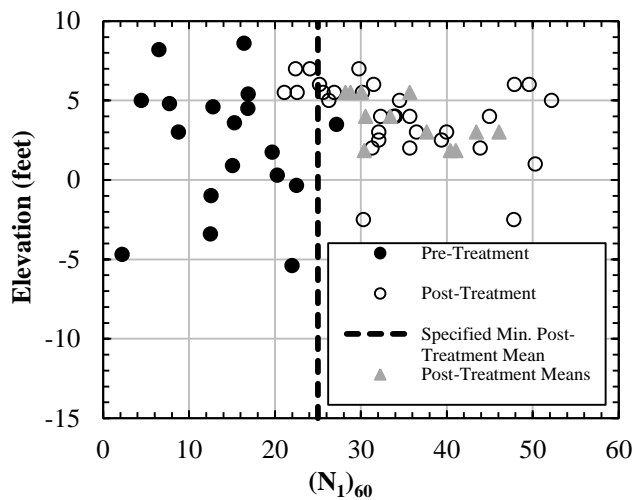 10
5
0
-5
-10
-15
Elevation (feet)
Pre-Treatment
Post-Treatment
Specified Min. Post-
Treatment Mean
Post-Treatment Means
0 10 20 30 40 50 60
(N1)60